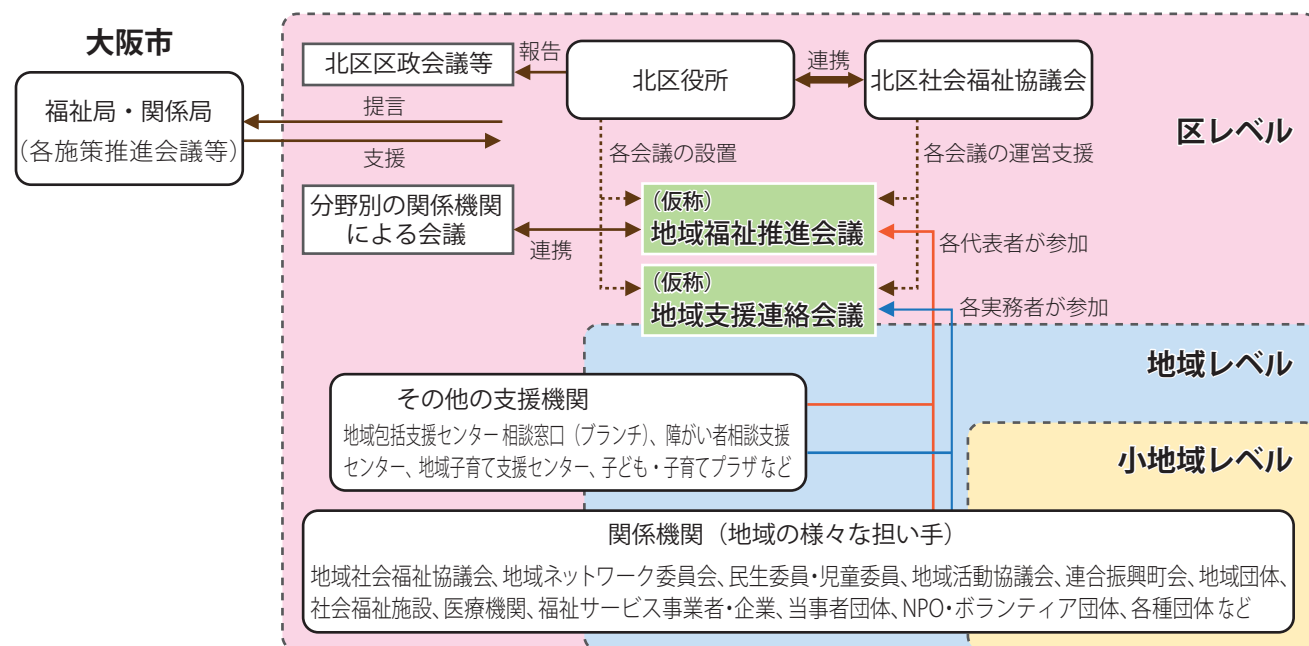 大阪市
福祉局・関係局
(各施策推進会議等)
提言
支援
北区区政会議等
報告
北区役所
連携
北区社会福祉協議会
区レベル
各会議の設置
各会議の運営支援
分野別の関係機関
による会議
連携
(仮称)
地域福祉推進会議
各代表者が参加
(仮称)
地域支援連絡会議
各実務者が参加
地域レベル
その他の支援機関
地域包括支援センター 相談窓口（ブランチ）、障がい者相談支援
センター、地域子育て支援センター、子ども・子育てプラザ など
小地域レベル
関係機関（地域の様々な担い手）
地域社会福祉協議会、地域ネットワーク委員会、民生委員・児童委員、地域活動協議会、連合振興町会、地域団体、
社会福祉施設、医療機関、福祉サービス事業者・企業、当事者団体、NPO・ボランティア団体、各種団体 など